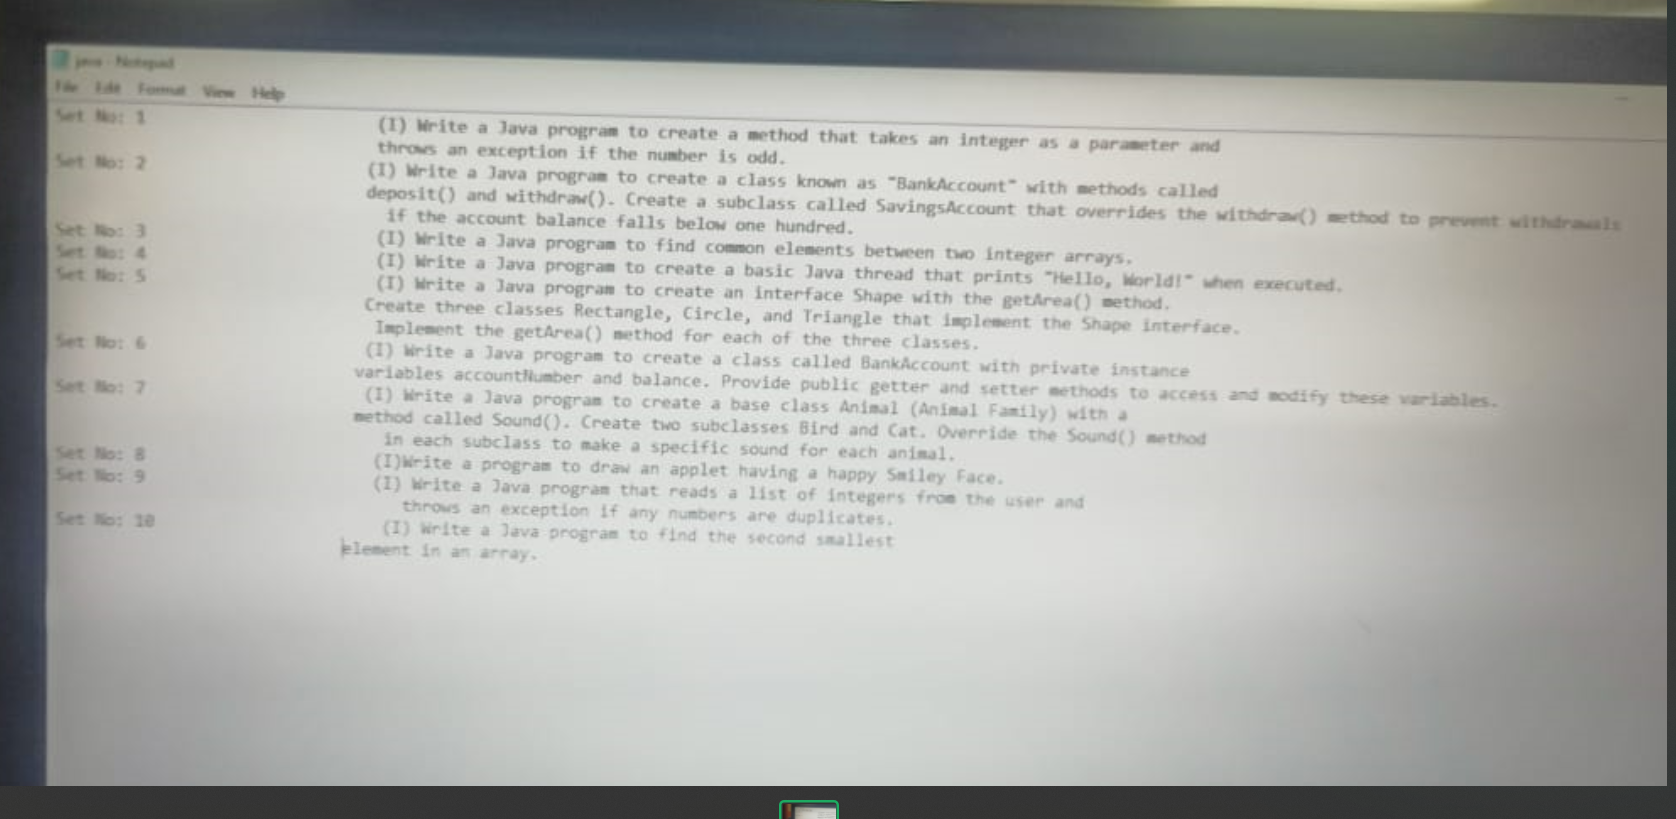 java - Notepad
File Edit Format View Help
Set No: 1
(I) Write a Java program to create a method that takes an integer as a parameter and
throws an exception if the number is odd.
Set No: 2
(I) Write a Java program to create a class known as "BankAccount" with methods called
deposit() and withdraw(). Create a subclass called SavingsAccount that overrides the withdraw() method to prevent withdrawals
if the account balance falls below one hundred.
Set No: 3
(I) Write a Java program to find common elements between two integer arrays.
Set No: 4
(I) Write a Java program to create a basic Java thread that prints "Hello, World!" when executed.
Set No: 5
(I) Write a Java program to create an interface Shape with the getArea() method.
Create three classes Rectangle, Circle, and Triangle that implement the Shape interface.
Implement the getArea() method for each of the three classes.
Set No: 6
(I) Write a Java program to create a class called BankAccount with private instance
variables accountNumber and balance. Provide public getter and setter methods to access and modify these variables.
Set No: 7
(I) Write a Java program to create a base class Animal (Animal Family) with a
method called Sound(). Create two subclasses Bird and Cat. Override the Sound() method
in each subclass to make a specific sound for each animal.
Set No: 8
(I)Write a program to draw an applet having a happy Smiley Face.
Set No: 9
(I) Write a Java program that reads a list of integers from the user and
throws an exception if any numbers are duplicates.
Set No: 10
(I) Write a Java program to find the second smallest
element in an array.